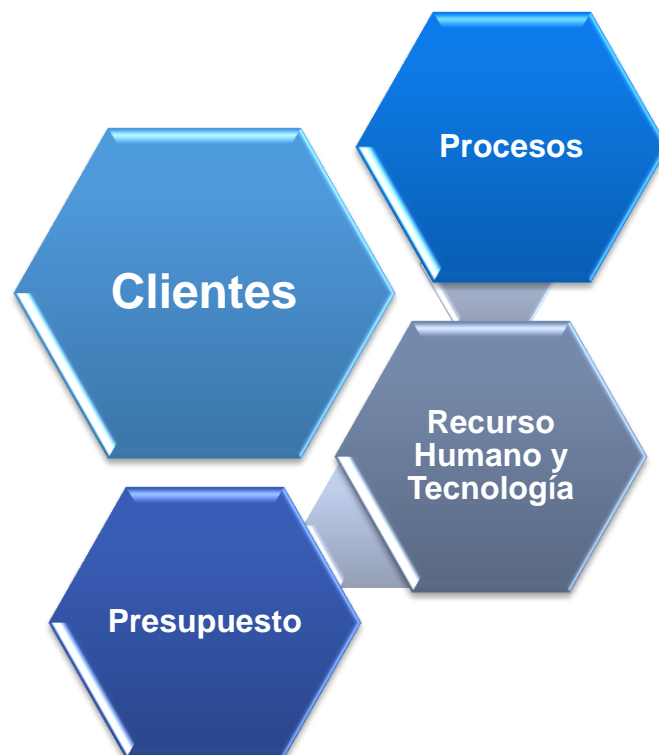 Procesos
Clientes
Recurso
Humano y
Tecnología
Presupuesto